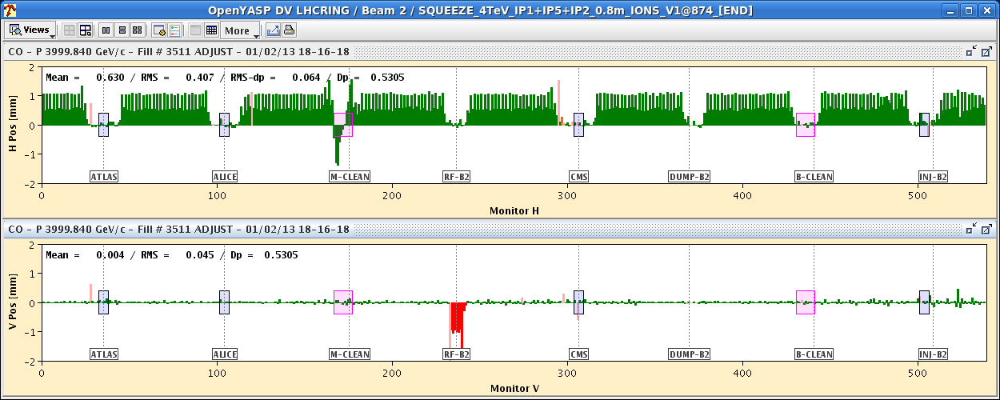 OpenYASP DV LHCRING / Beam 2 / SQUEEZE_4TeV_IP1+IP5+IP2_0.8m_IONS_V1@874_[END]
Views More
CO - P 3999.840 GeV/c - Fill # 3511 ADJUST - 01/02/13 18-16-18
Mean = 0.630 / RMS = 0.407 / RMS-dp = 0.064 / Dp = 0.5305
H Pos [mm]
2
1
0
-1
-2
ATLAS ALICE M-CLEAN RF-B2 CMS DUMP-B2 B-CLEAN INJ-B2
0 100 200 300 400 500
Monitor H
CO - P 3999.840 GeV/c - Fill # 3511 ADJUST - 01/02/13 18-16-18
Mean = 0.004 / RMS = 0.045 / Dp = 0.5305
V Pos [mm]
2
1
0
-1
-2
ATLAS ALICE M-CLEAN RF-B2 CMS DUMP-B2 B-CLEAN INJ-B2
0 100 200 300 400 500
Monitor V